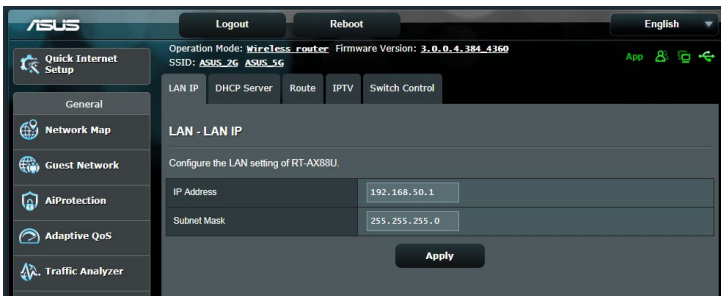 ASUS
Logout
Reboot
English
Quick Internet
Setup
Operation Mode: Wireless router Firmware Version: 3.0.0.4.384_4360
SSID: ASUS_2G ASUS_5G
App
General
Network Map
Guest Network
AiProtection
Adaptive QoS
Traffic Analyzer
LAN IP
DHCP Server
Route
IPTV
Switch Control
LAN - LAN IP
Configure the LAN setting of RT-AX88U.
IP Address
192.168.50.1
Subnet Mask
255.255.255.0
Apply